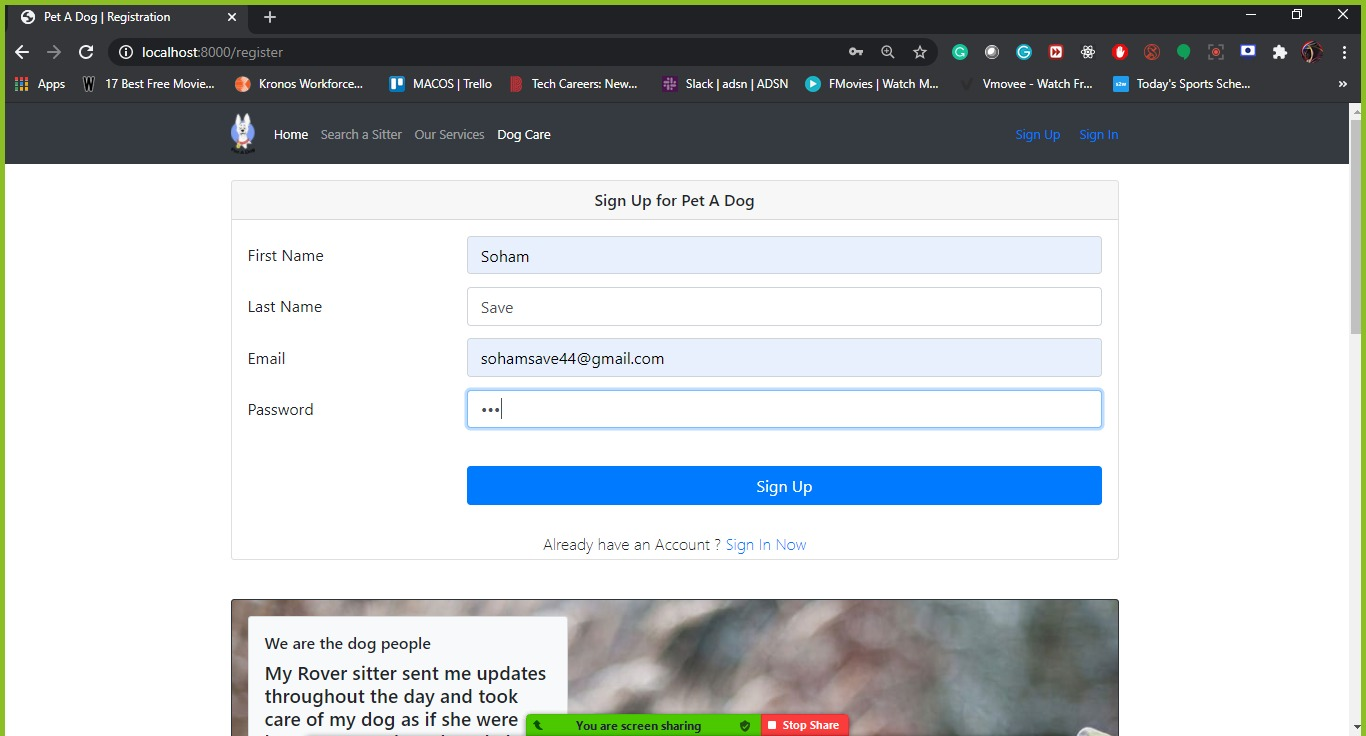 Pet A Dog | Registration
localhost:8000/register
Apps 17 Best Free Movie... Kronos Workforce... MACOS | Trello Tech Careers: New... Slack | adsn | ADSN FMovies | Watch M... Vmovee - Watch Fr... Today's Sports Sche... »
Home Search a Sitter Our Services Dog Care Sign Up Sign In
Sign Up for Pet A Dog
First Name Soham
Last Name Save
Email sohamsave44@gmail.com
Password •••
Sign Up
Already have an Account ? Sign In Now
We are the dog people
My Rover sitter sent me updates
throughout the day and took
care of my dog as if she were
You are screen sharing Stop Share